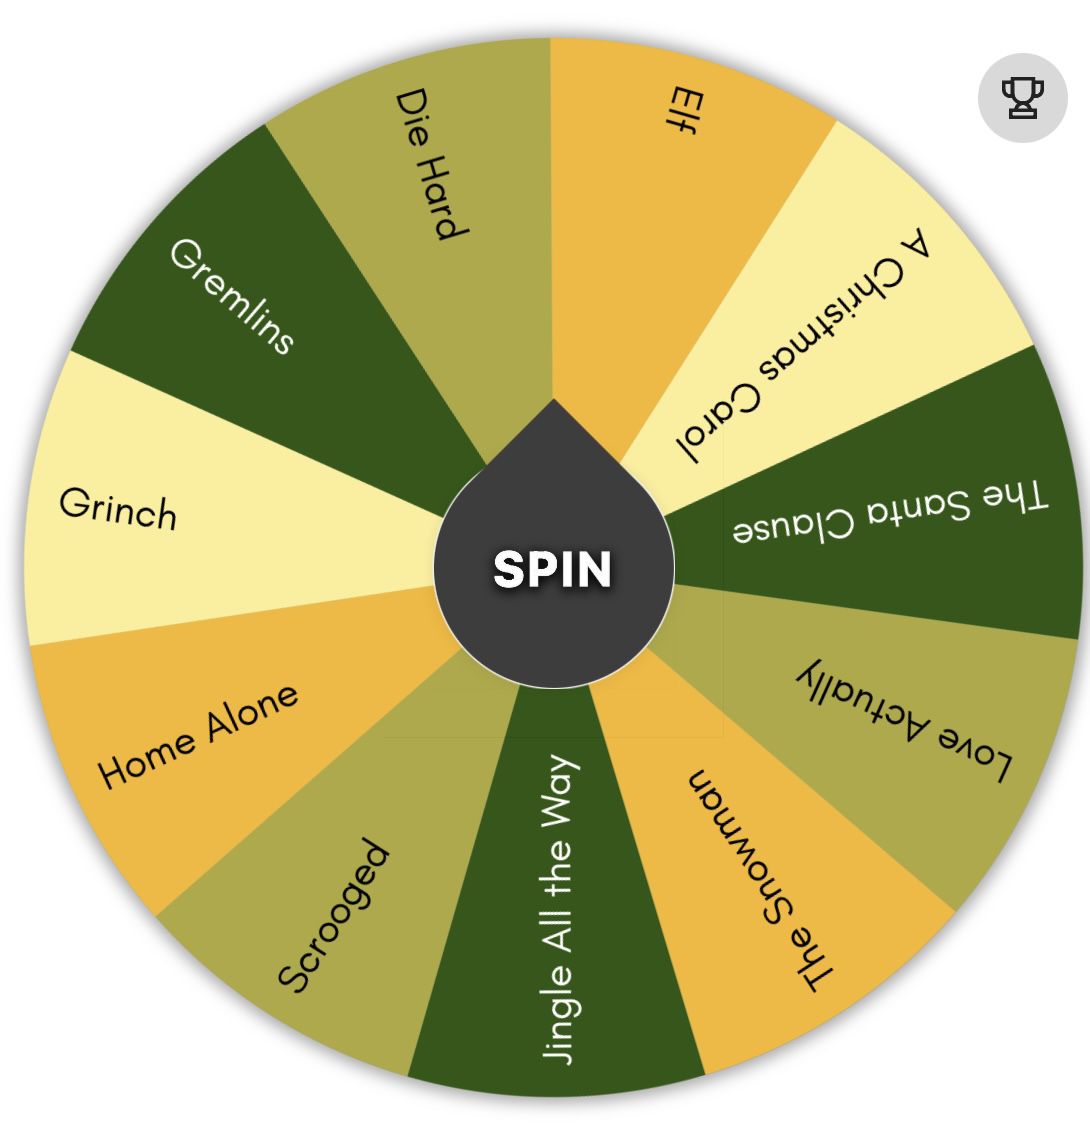 Elf
A Christmas Carol
The Santa Clause
Love Actually
The Snowman
Jingle All the Way
Scrooged
Home Alone
Grinch
Gremlins
Die Hard
SPIN